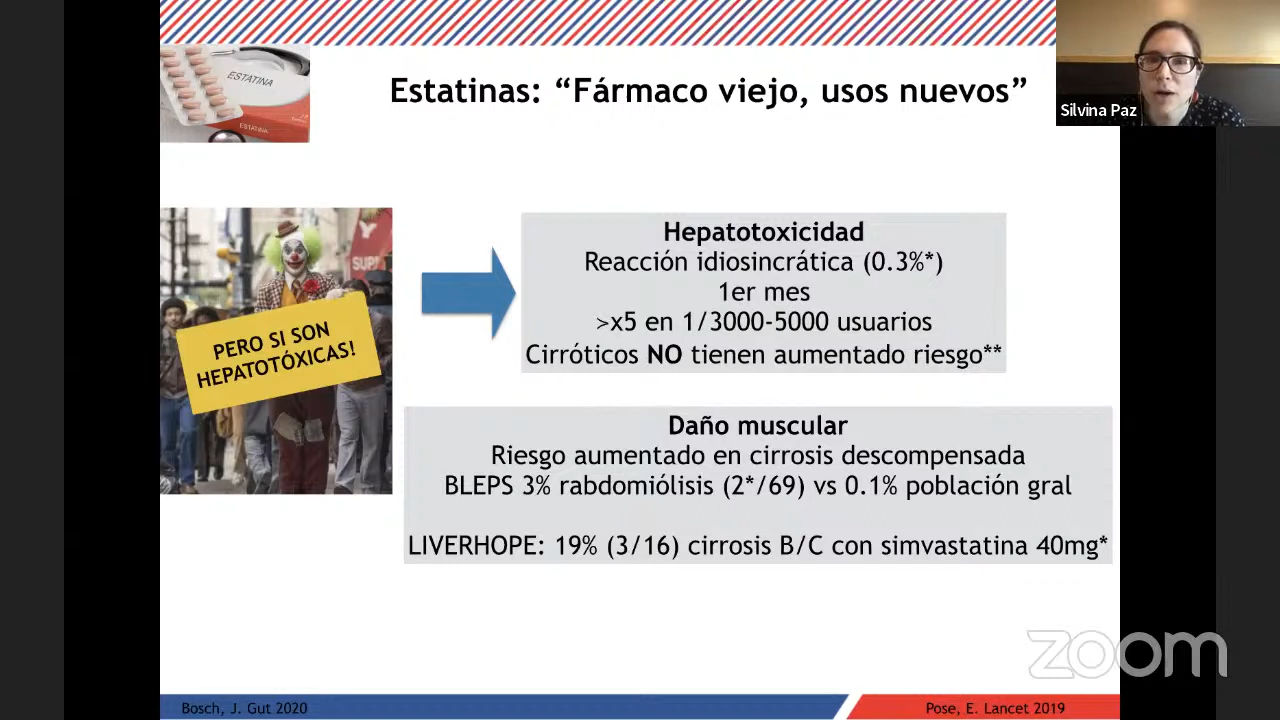 ESTATINA
ESTATINA
Estatinas: “Fármaco viejo, usos nuevos”
Silvina Paz
SUB
PERO SI SON
HEPATOTÓXICAS!
Hepatotoxicidad
Reacción idiosincrática (0.3%*)
1er mes
>x5 en 1/3000-5000 usuarios
Cirróticos NO tienen aumentado riesgo**
Daño muscular
Riesgo aumentado en cirrosis descompensada
BLEPS 3% rabdomiólisis (2*/69) vs 0.1% población gral
LIVERHOPE: 19% (3/16) cirrosis B/C con simvastatina 40mg*
zoom
Bosch, J. Gut 2020
Pose, E. Lancet 2019